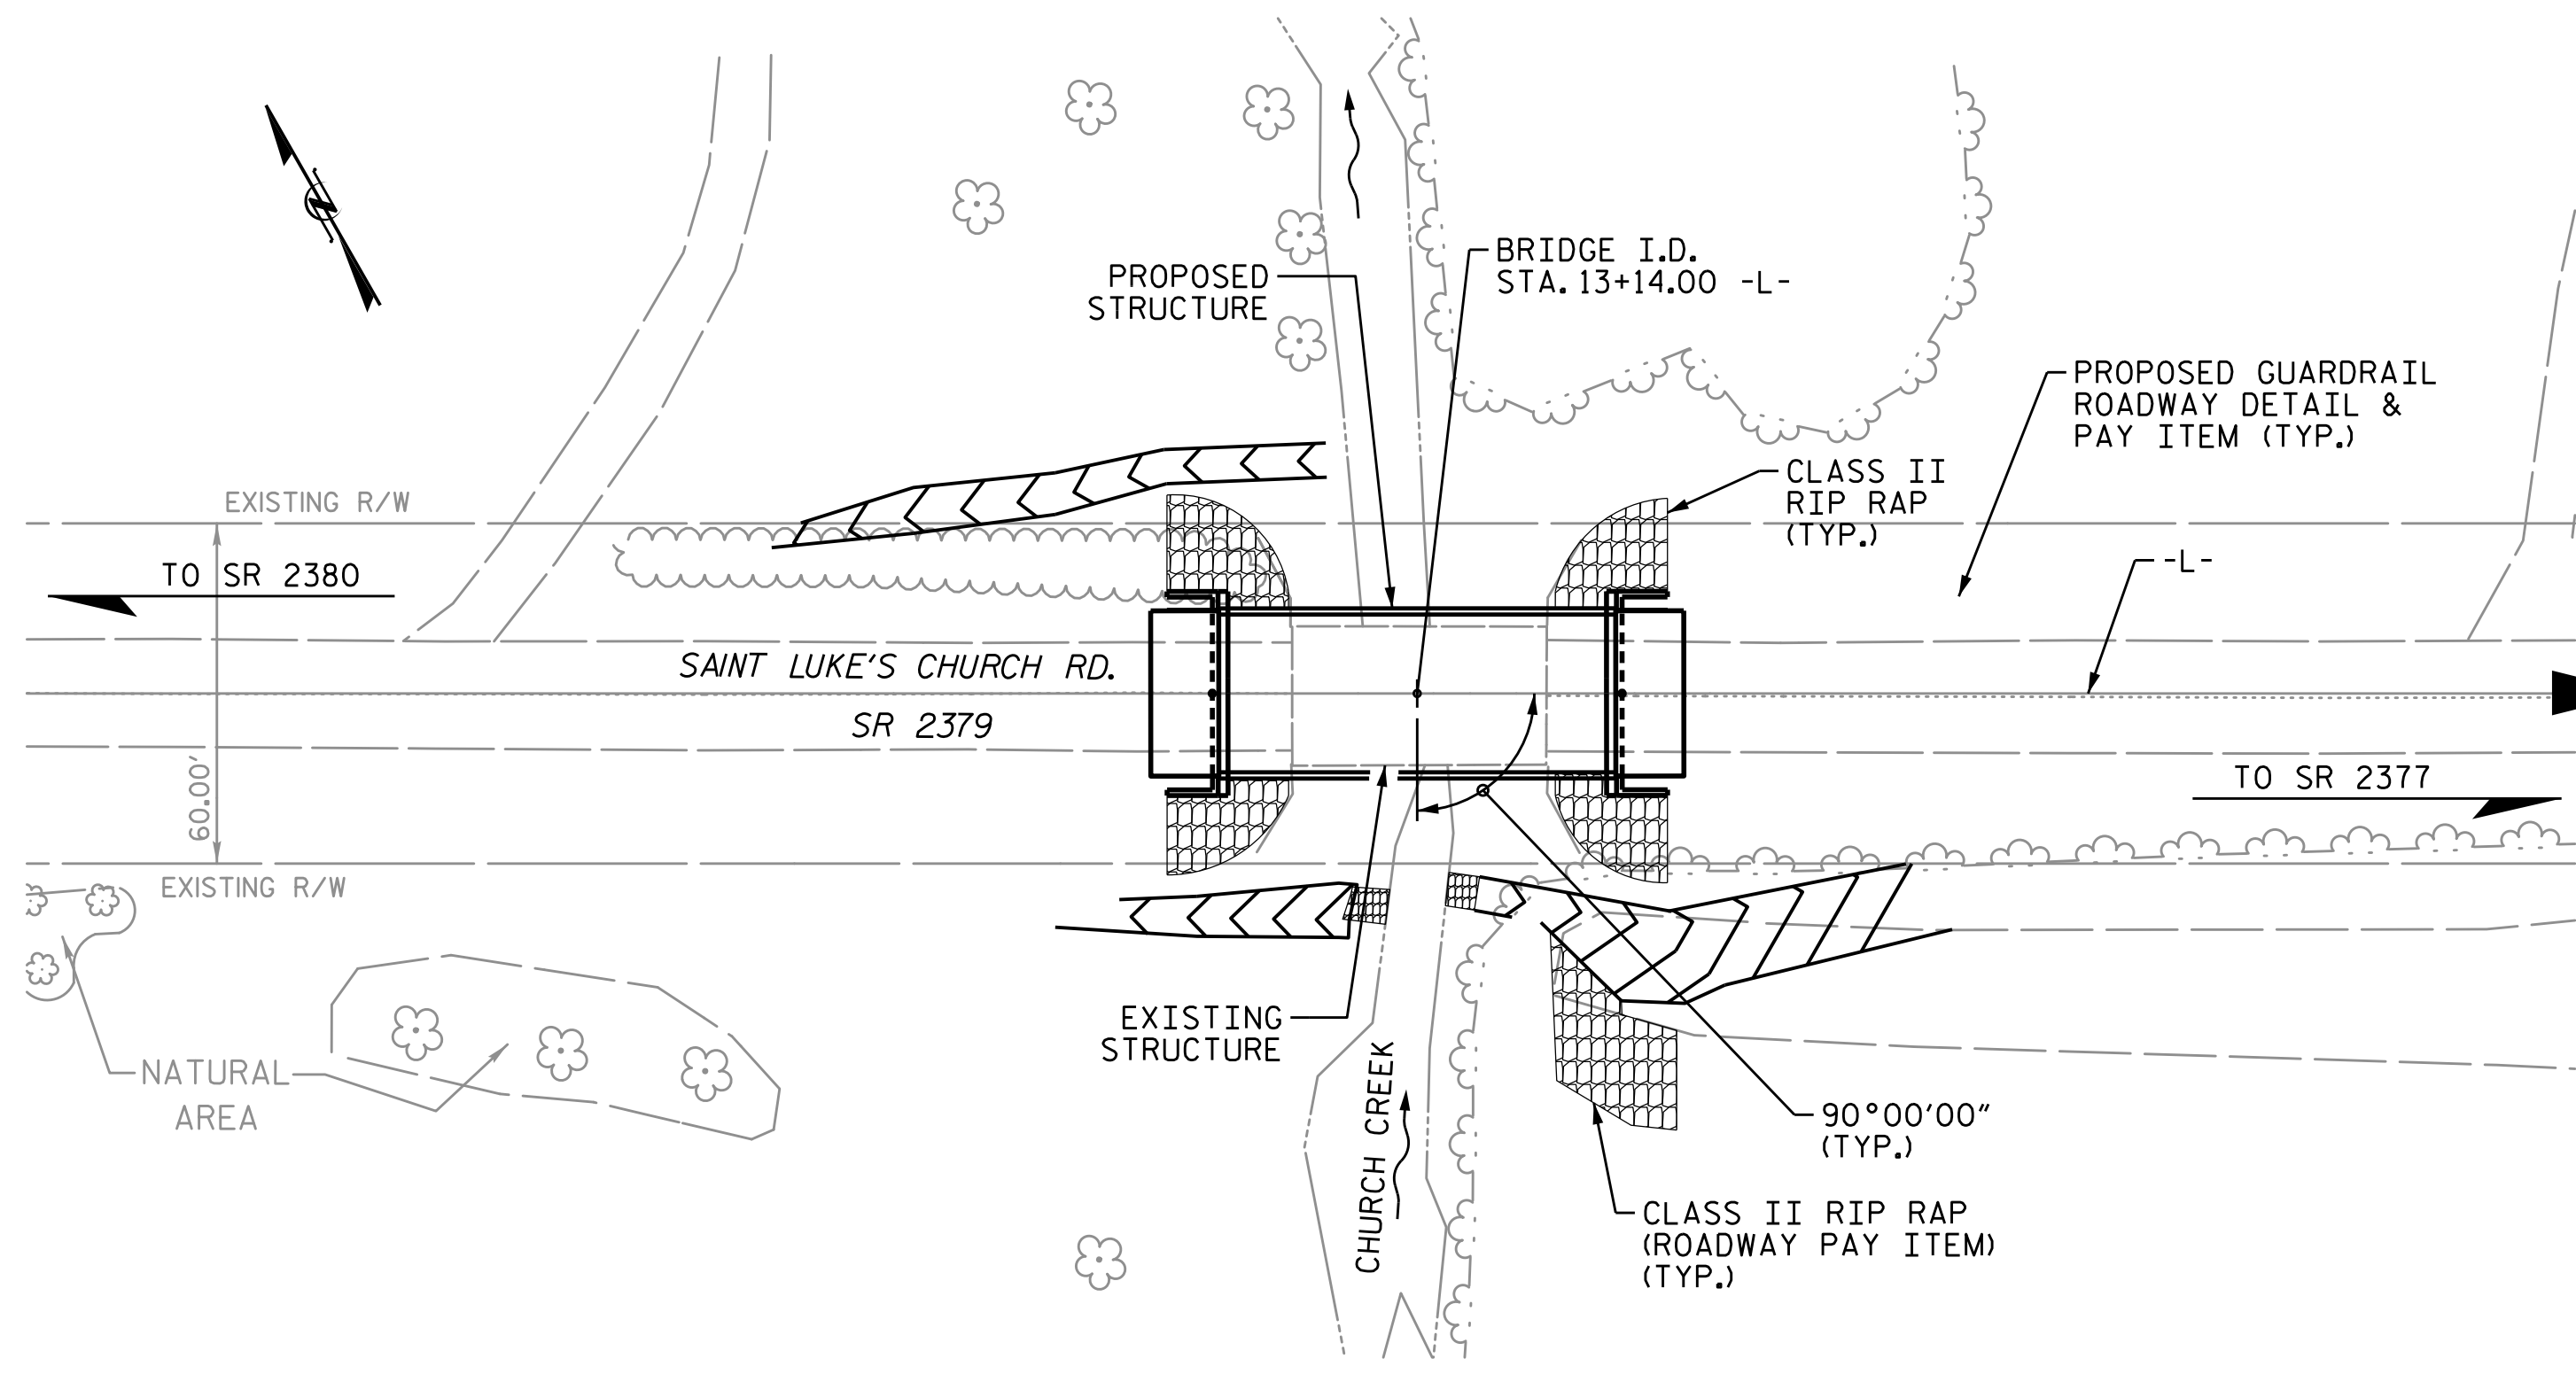 N
BRIDGE I.D.
STA. 13+14.00 -L-
PROPOSED
STRUCTURE
PROPOSED GUARDRAIL
ROADWAY DETAIL &
PAY ITEM (TYP.)
CLASS II
RIP RAP
(TYP.)
EXISTING R/W
TO SR 2380
-L-
SAINT LUKE'S CHURCH RD.
SR 2379
60.00'
TO SR 2377
EXISTING R/W
EXISTING
STRUCTURE
CHURCH CREEK
NATURAL
AREA
90°00'00"
(TYP.)
CLASS II RIP RAP
(ROADWAY PAY ITEM)
(TYP.)